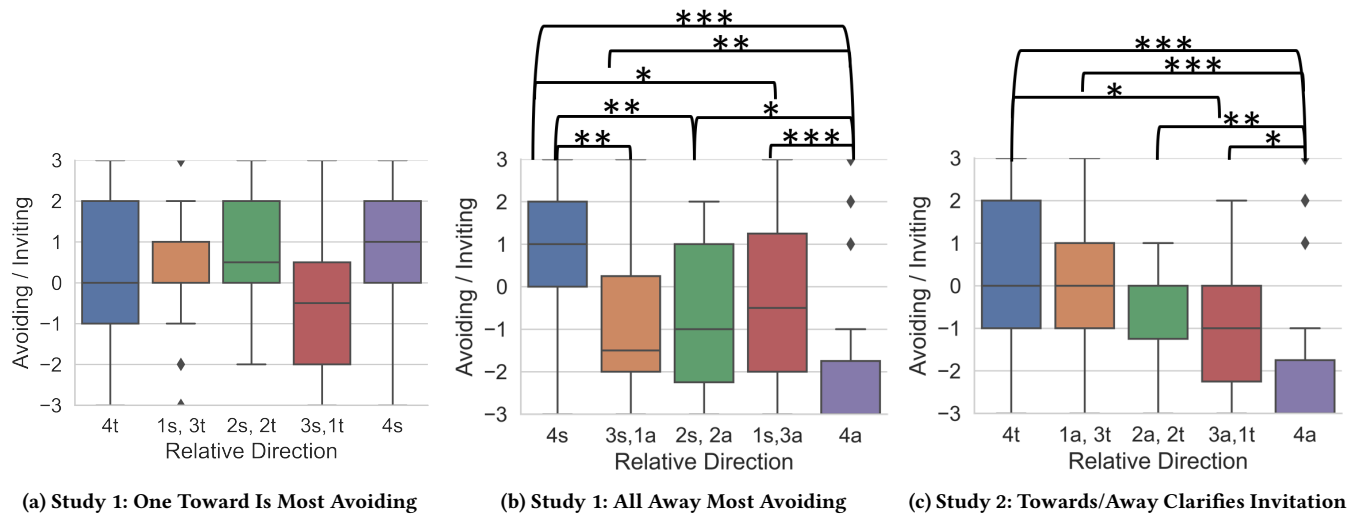 ***
**
*
** *
** ***
***
***
*
**
*
3
2
1
0
−1
−2
−3
Avoiding / Inviting
4t 1s, 3t 2s, 2t 3s,1t 4s
Relative Direction
3
2
1
0
−1
−2
−3
Avoiding / Inviting
4s 3s,1a 2s, 2a 1s,3a 4a
Relative Direction
3
2
1
0
−1
−2
−3
Avoiding / Inviting
4t 1a, 3t 2a, 2t 3a,1t 4a
Relative Direction
(a) Study 1: One Toward Is Most Avoiding
(b) Study 1: All Away Most Avoiding
(c) Study 2: Towards/Away Clarifies Invitation